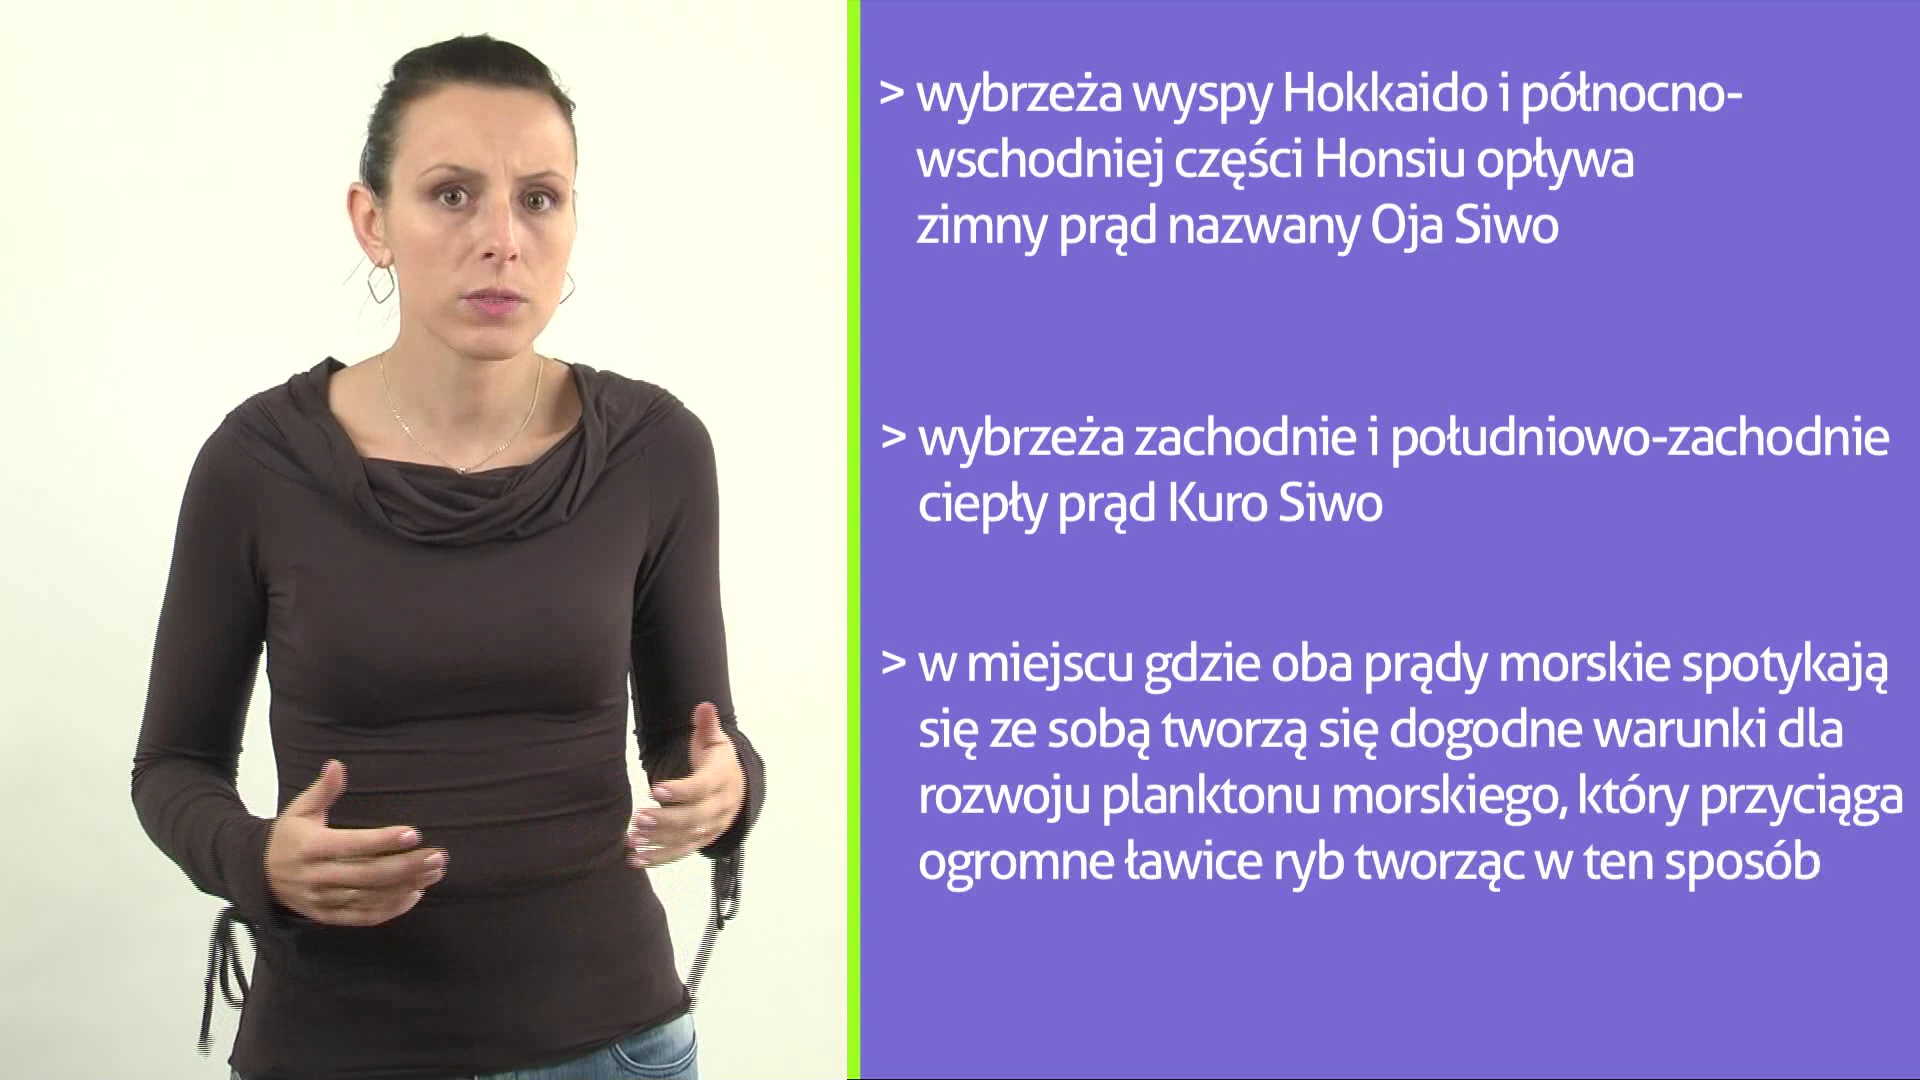 > wybrzeża wyspy Hokkaido i północno-
wschodniej części Honsiu opływa
zimny prąd nazwany Oja Siwo
> wybrzeża zachodnie i południowo-zachodnie
ciepły prąd Kuro Siwo
> w miejscu gdzie oba prądy morskie spotykają
się ze sobą tworzą się dogodne warunki dla
rozwoju planktonu morskiego, który przyciąga
ogromne ławice ryb tworząc w ten sposób